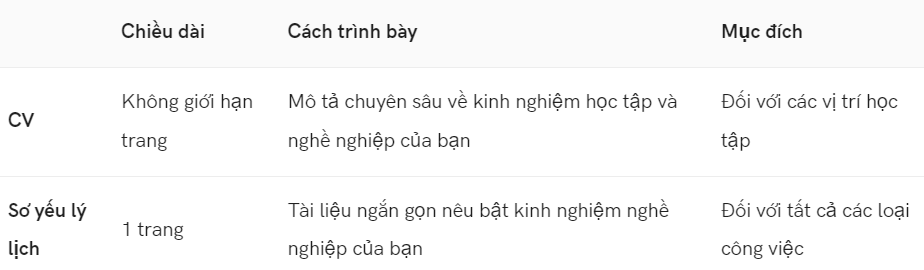 Chiều dài Cách trình bày Mục đích
CV
Không giới hạn
trang
Mô tả chuyên sâu về kinh nghiệm học tập và
nghề nghiệp của bạn
Đối với các vị trí học
tập
Sơ yếu lý
lịch
1 trang
Tài liệu ngắn gọn nêu bật kinh nghiệm nghề
nghiệp của bạn
Đối với tất cả các loại
công việc